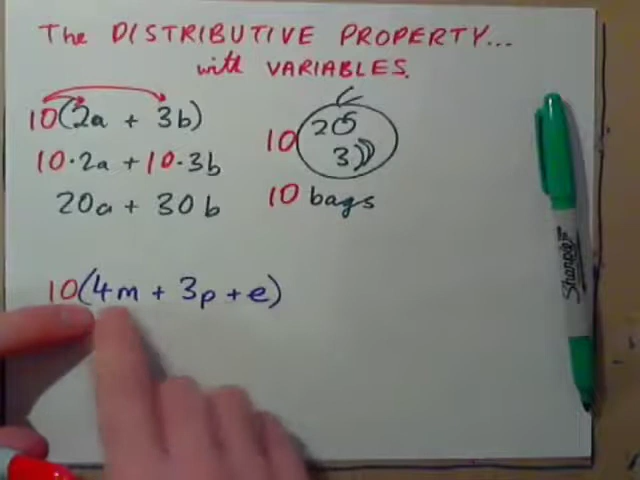 The DISTRIBUTIVE PROPERTY...
with VARIABLES.
10(2a + 3b)
10·2a + 10·3b
20a + 30b
10
2
3
10 bags
10(4m + 3p + e)
Sharpie